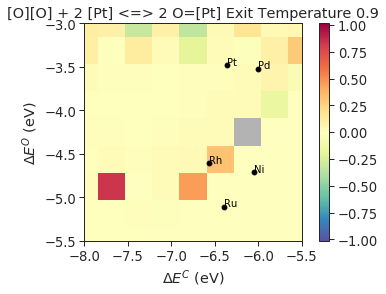 [O][O] + 2 [Pt] <=> 2 O=[Pt] Exit Temperature 0.9
−3.0
−3.5
−4.0
−4.5
−5.0
−5.5
ΔE^O (eV)
Pt
Pd
Rh
Ni
Ru
−8.0 −7.5 −7.0 −6.5 −6.0 −5.5
ΔE^C (eV)
1.00
0.75
0.50
0.25
0.00
−0.25
−0.50
−0.75
−1.00